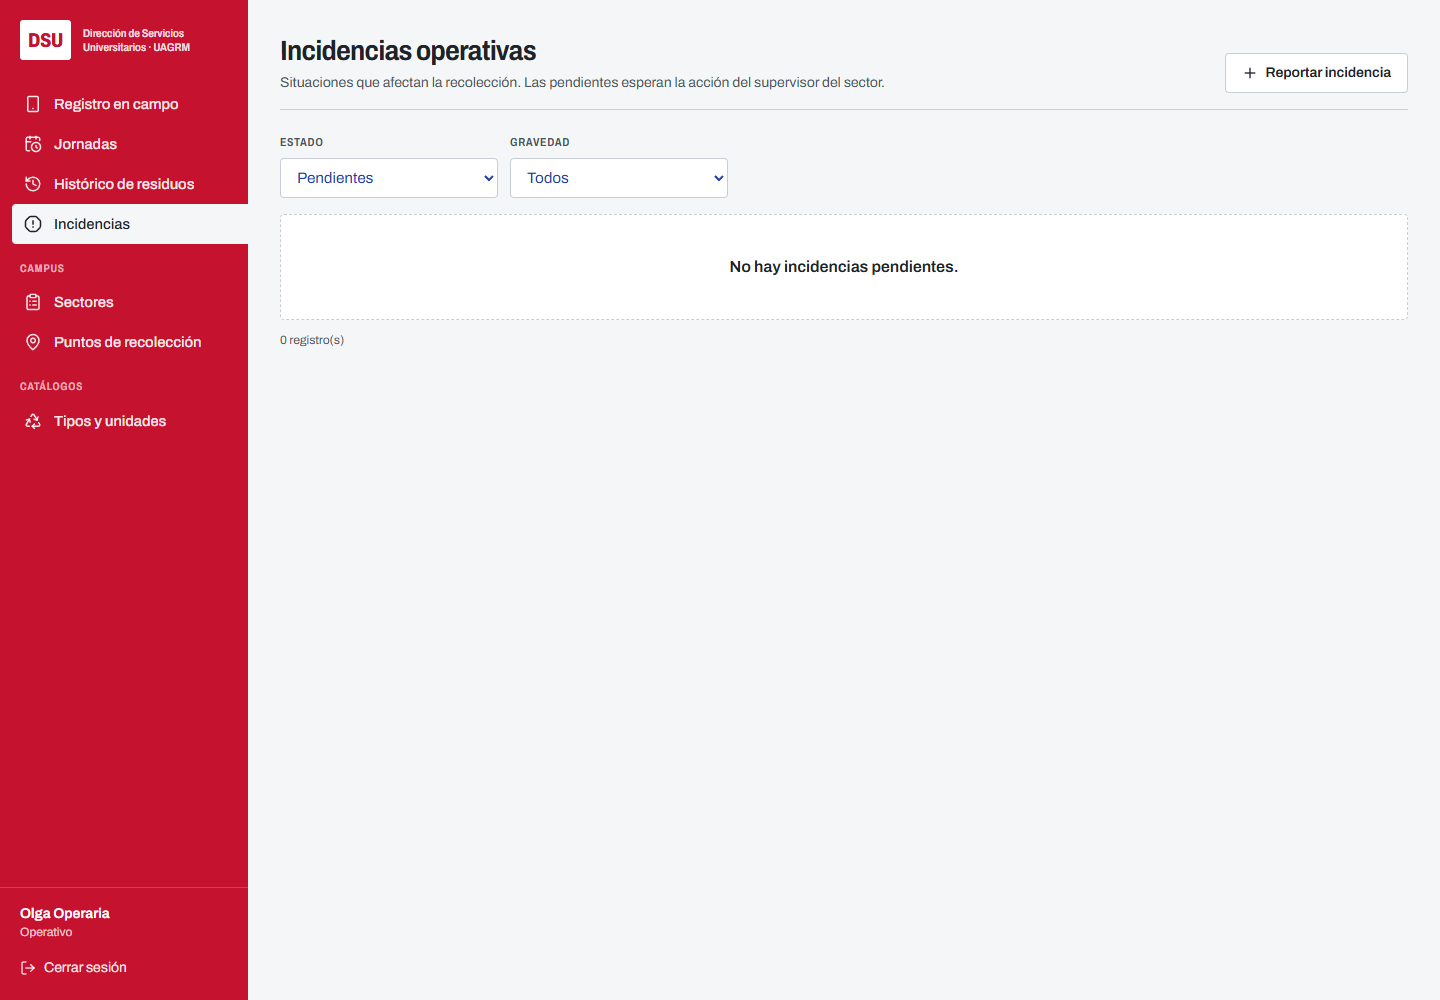 DSU
Dirección de Servicios
Universitarios · UAGRM
Registro en campo
Jornadas
Histórico de residuos
Incidencias
CAMPUS
Sectores
Puntos de recolección
CATÁLOGOS
Tipos y unidades
Olga Operaria
Operativo
Cerrar sesión
Incidencias operativas
Situaciones que afectan la recolección. Las pendientes esperan la acción del supervisor del sector.
Reportar incidencia
ESTADO
GRAVEDAD
Pendientes
Todos
No hay incidencias pendientes.
0 registro(s)